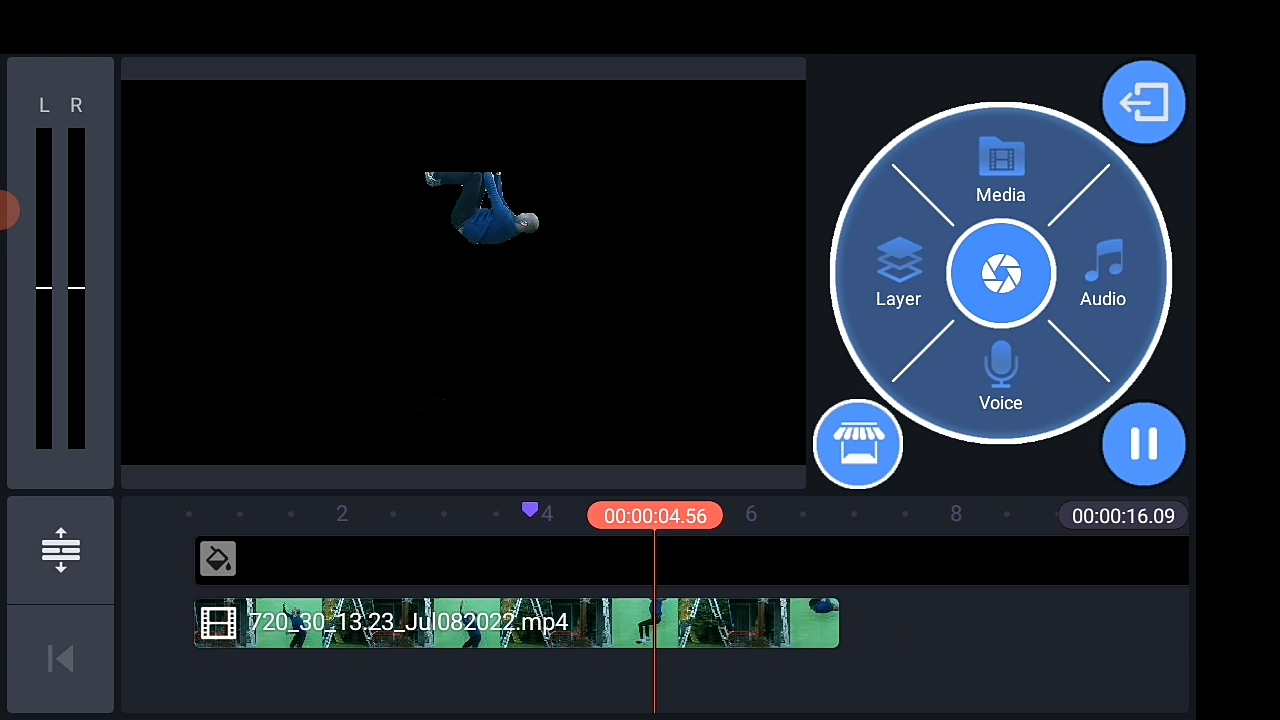 L R
Media
Layer
Audio
Voice
2
4
00:00:04.56
6
8
00:00:16.09
720_30_13.23_Jul082022.mp4